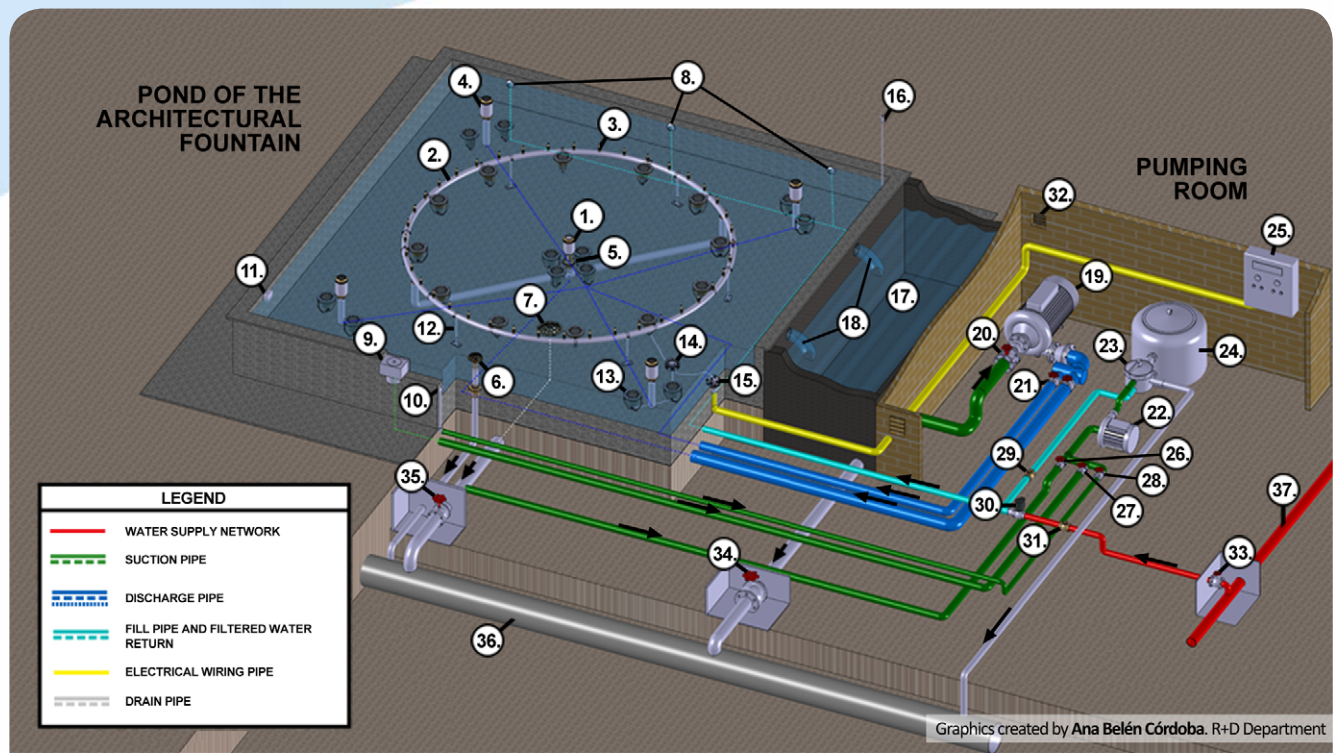 POND OF THE
ARCHITECTURAL
FOUNTAIN
PUMPING
ROOM
1.
2.
3.
4.
5.
6.
7.
8.
9.
10.
11.
12.
13.
14.
15.
16.
17.
18.
19.
20.
21.
22.
23.
24.
25.
26.
27.
28.
29.
30.
31.
32.
33.
34.
35.
36.
37.
LEGEND
WATER SUPPLY NETWORK
SUCTION PIPE
DISCHARGE PIPE
FILL PIPE AND FILTERED WATER
RETURN
ELECTRICAL WIRING PIPE
DRAIN PIPE
Graphics created by Ana Belén Córdoba. R+D Department